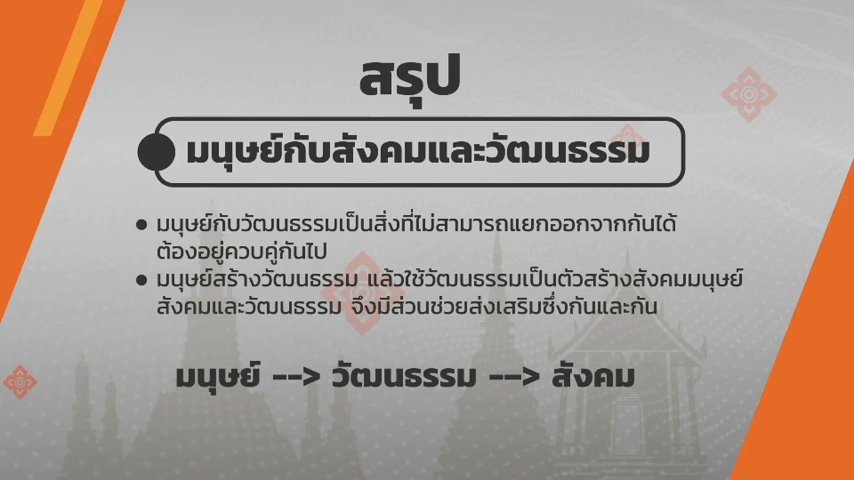 สรุป
มนุษย์กับสังคมและวัฒนธรรม
● มนุษย์กับวัฒนธรรมเป็นสิ่งที่ไม่สามารถแยกออกจากกันได้
ต้องอยู่ควบคู่กันไป
● มนุษย์สร้างวัฒนธรรม แล้วใช้วัฒนธรรมเป็นตัวสร้างสังคมมนุษย์
สังคมและวัฒนธรรม จึงมีส่วนช่วยส่งเสริมซึ่งกันและกัน
มนุษย์ --> วัฒนธรรม --> สังคม